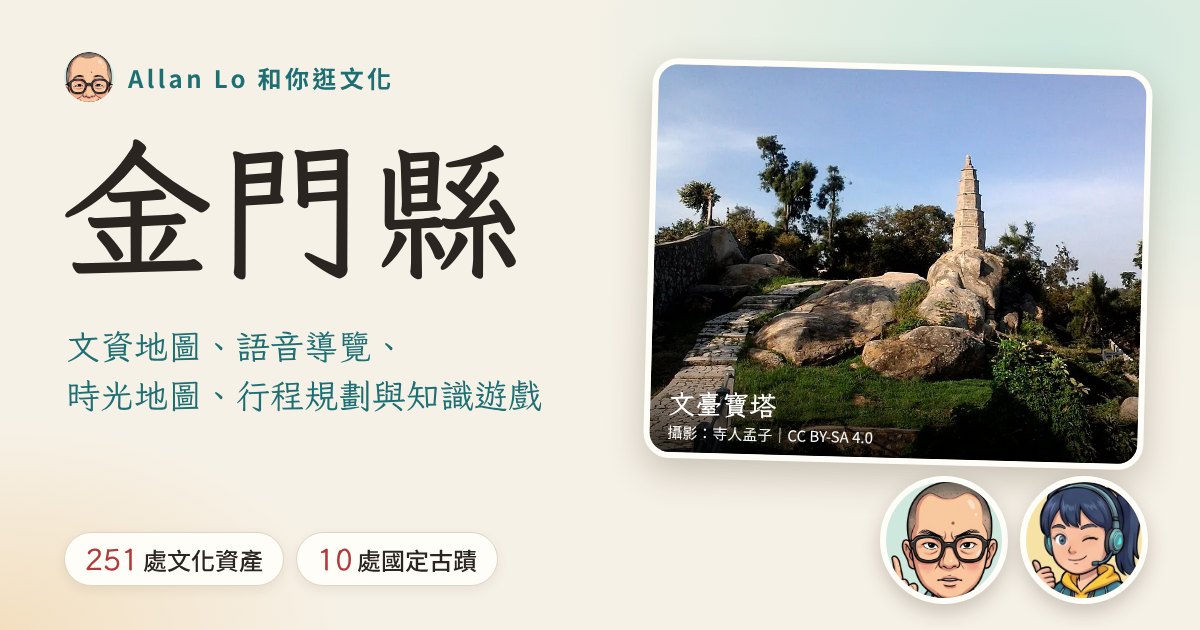 Allan Lo 和你逛文化
金門縣
文資地圖、語音導覽、
時光地圖、行程規劃與知識遊戲
251 處文化資產
10 處國定古蹟
文臺寶塔
攝影：寺人孟子｜CC BY-SA 4.0